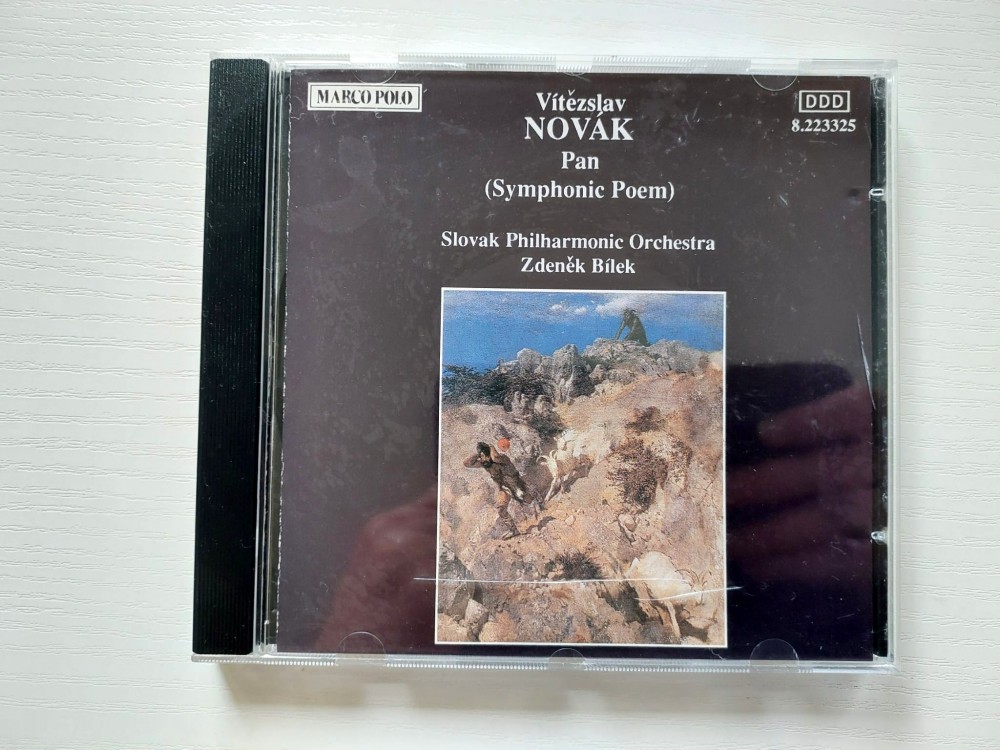 MARCO POLO
Vítězslav
NOVÁK
Pan
(Symphonic Poem)
DDD
8.223325
Slovak Philharmonic Orchestra
Zdeněk Bílek